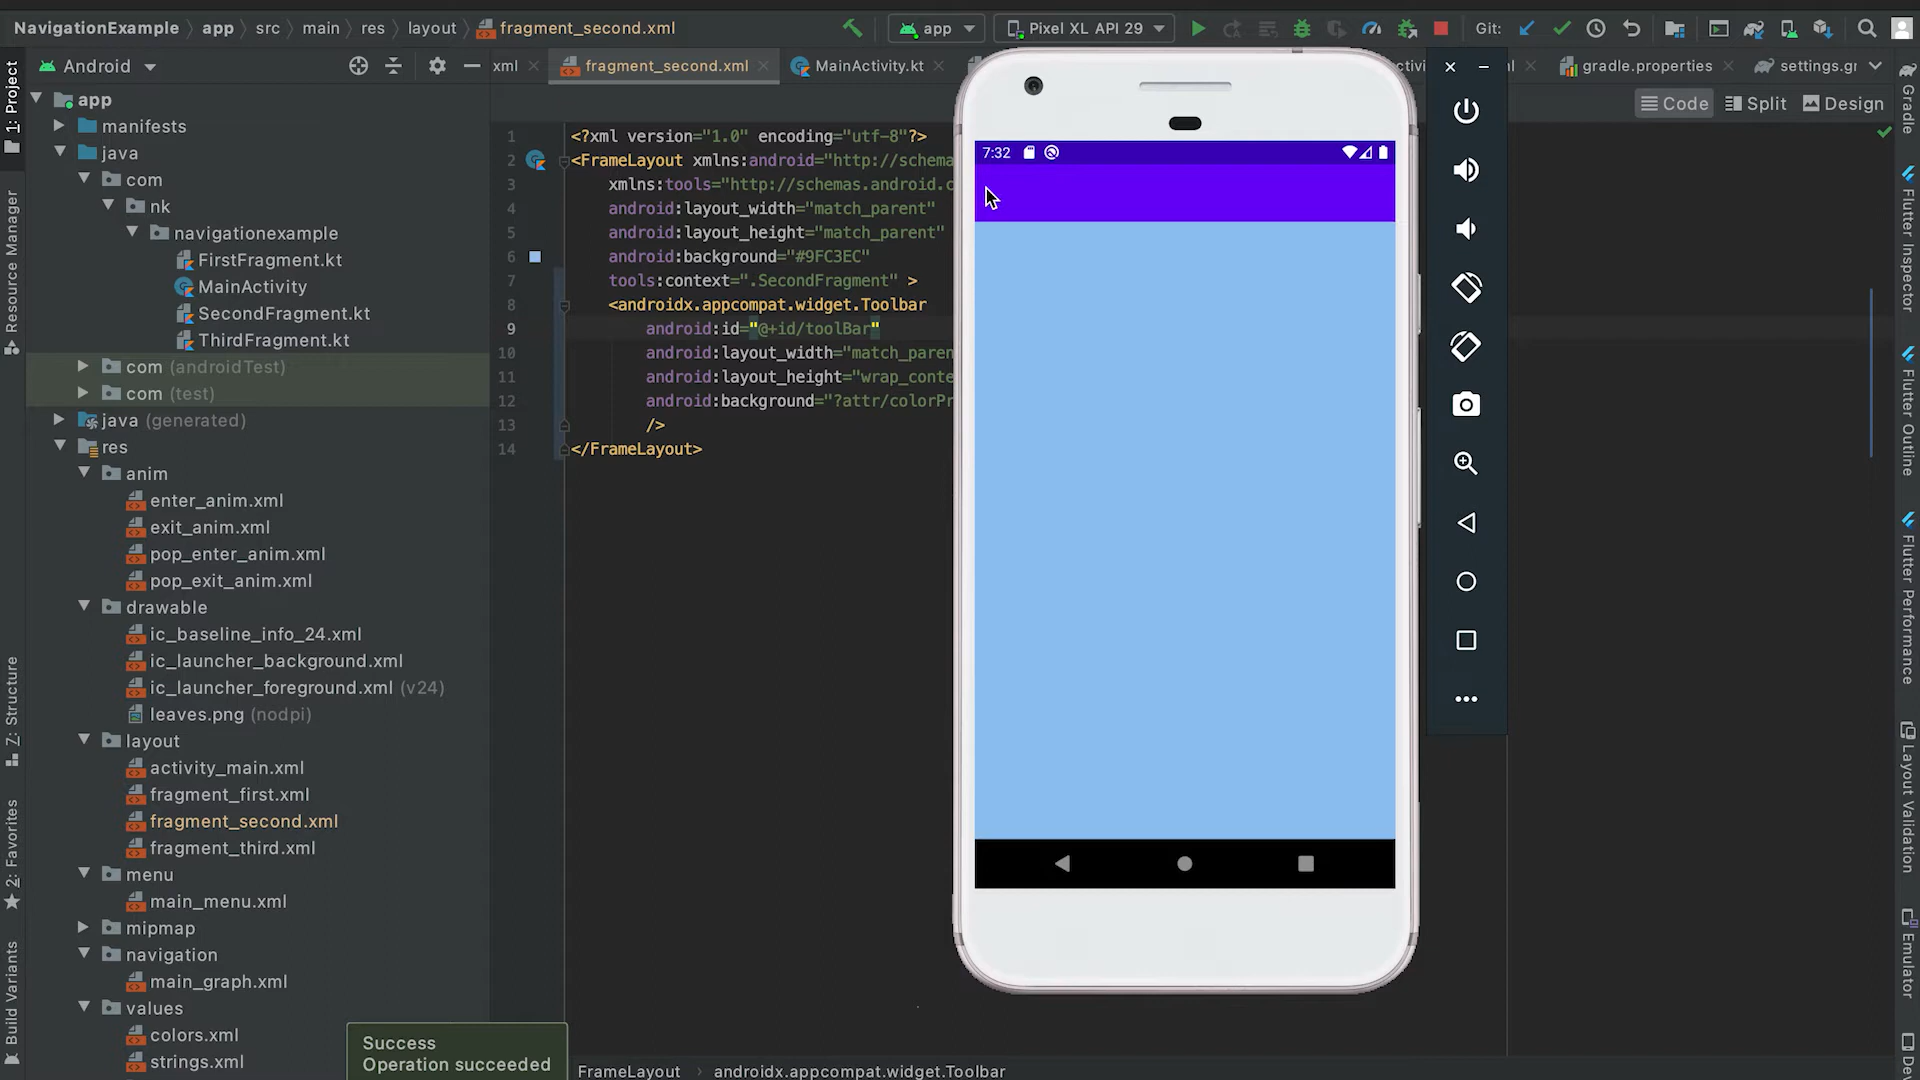 NavigationExample app src main res layout fragment_second.xml app Pixel XL API 29 Git:
Android xml fragment_second.xml MainActivity.kt gradle.properties settings.gr
Code Split Design
1: Project
Resource Manager
Z: Structure
2: Favorites
Build Variants
app
manifests
java
com
nk
navigationexample
FirstFragment.kt
MainActivity
SecondFragment.kt
ThirdFragment.kt
com (androidTest)
com (test)
java (generated)
res
anim
enter_anim.xml
exit_anim.xml
pop_enter_anim.xml
pop_exit_anim.xml
drawable
ic_baseline_info_24.xml
ic_launcher_background.xml
ic_launcher_foreground.xml (v24)
leaves.png (nodpi)
layout
activity_main.xml
fragment_first.xml
fragment_second.xml
fragment_third.xml
menu
main_menu.xml
mipmap
navigation
main_graph.xml
values
colors.xml
strings.xml
1 <?xml version="1.0" encoding="utf-8"?>
2 <FrameLayout xmlns:android="http://schema
3 xmlns:tools="http://schemas.android.c
4 android:layout_width="match_parent"
5 android:layout_height="match_parent"
6 android:background="#9FC3EC"
7 tools:context=".SecondFragment" >
8 <androidx.appcompat.widget.Toolbar
9 android:id="@+id/toolBar"
10 android:layout_width="match_paren
11 android:layout_height="wrap_conte
12 android:background="?attr/colorPr
13 />
14 </FrameLayout>
7:32
Gradle
Flutter Inspector
Flutter Outline
Flutter Performance
Layout Validation
Emulator
Success
Operation succeeded
FrameLayout androidx.appcompat.widget.Toolbar